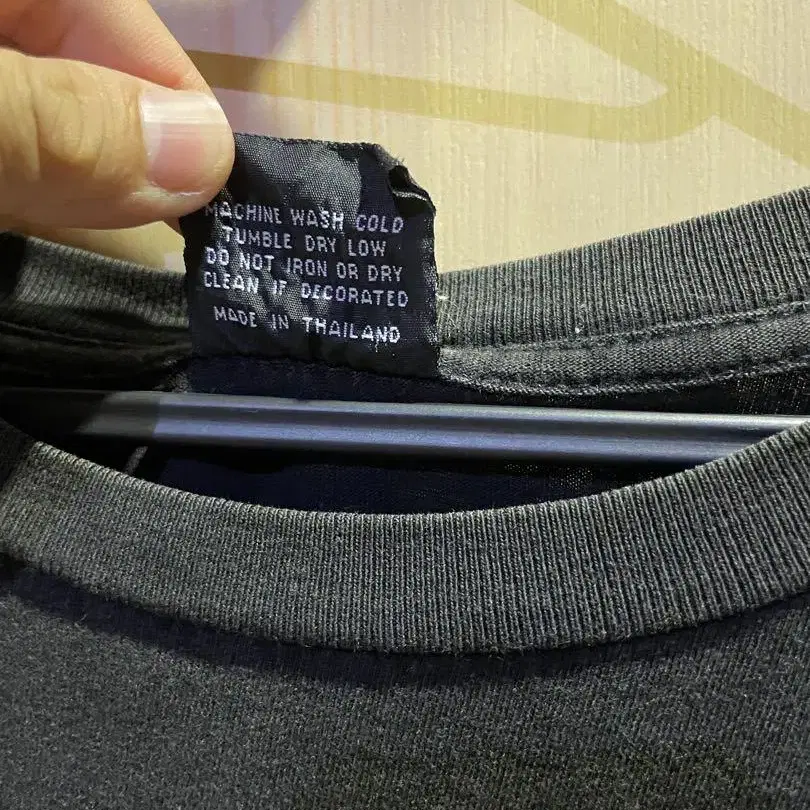 MACHINE WASH COLD
TUMBLE DRY LOW
DO NOT IRON OR DRY
CLEAN IF DECORATED
MADE IN THAILAND